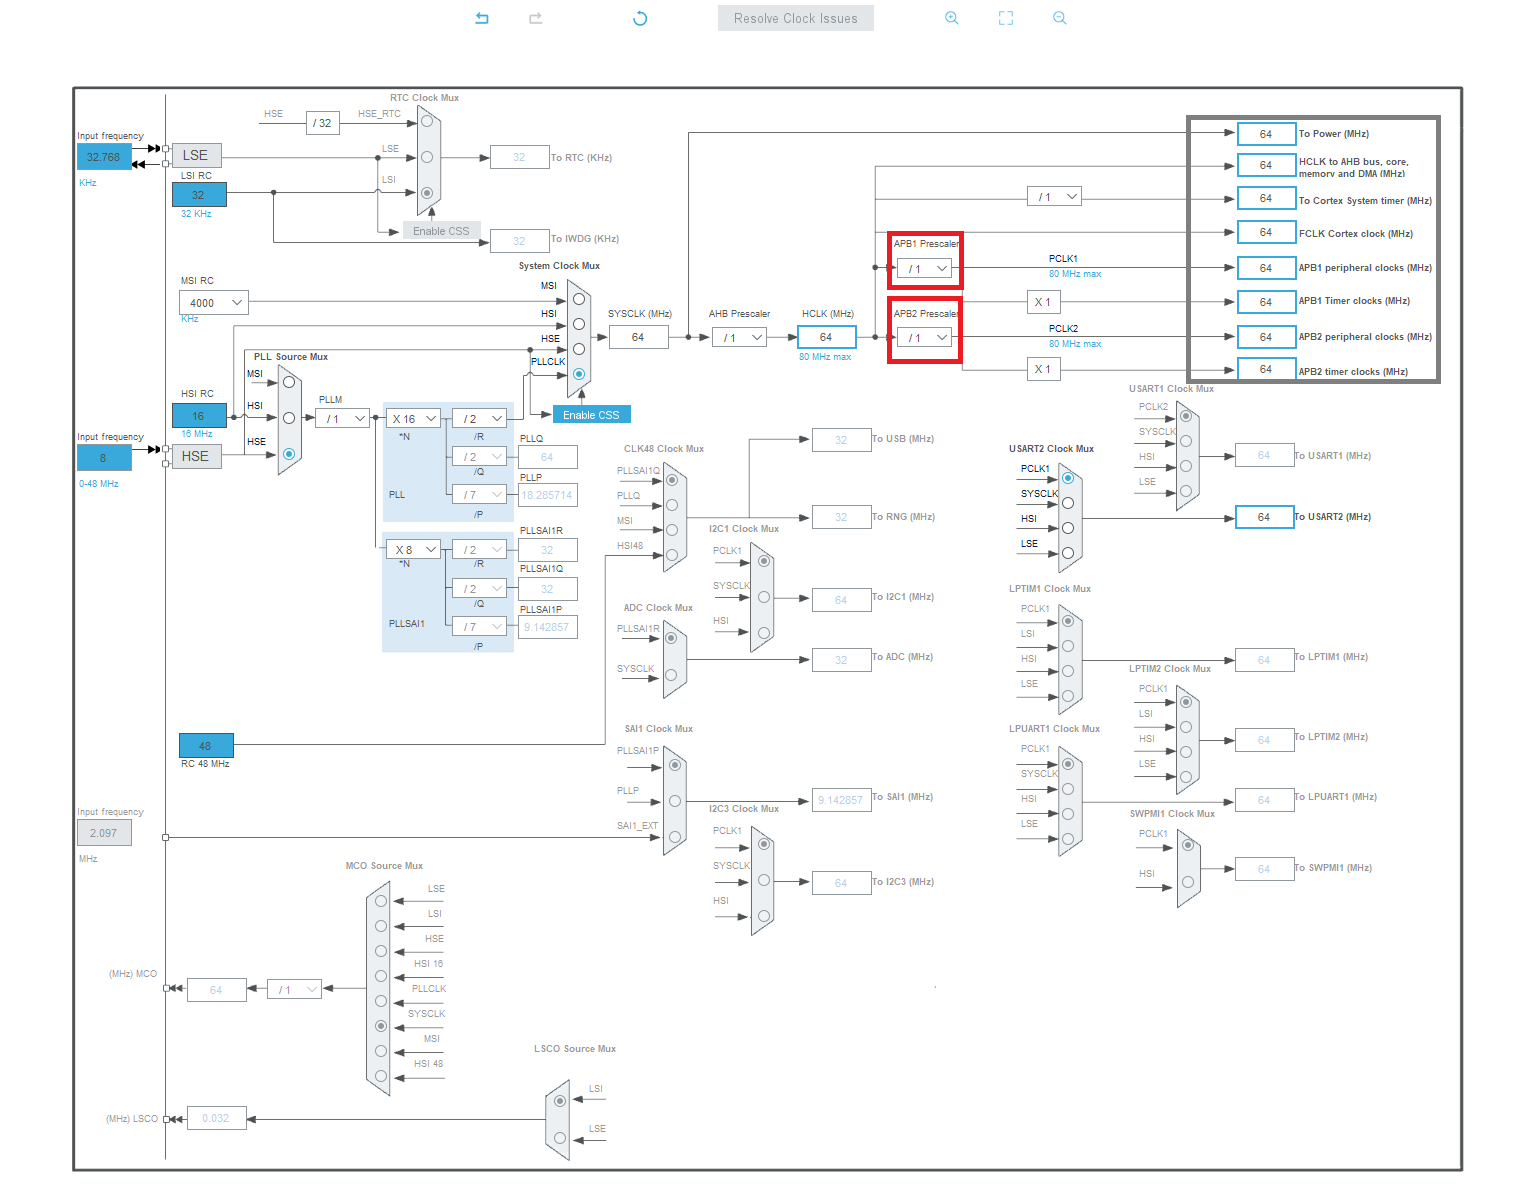 Resolve Clock Issues
RTC Clock Mux
HSE
/ 32
HSE_RTC
Input frequency
32.768
KHz
LSE
LSE
32
To RTC (KHz)
LSI RC
LSI
32
32 KHz
Enable CSS
32
To IWDG (KHz)
64
To Power (MHz)
64
HCLK to AHB bus, core,
memory and DMA (MHz)
/ 1
64
To Cortex System timer (MHz)
64
FCLK Cortex clock (MHz)
APB1 Prescaler
/ 1
PCLK1
80 MHz max
64
APB1 peripheral clocks (MHz)
X 1
64
APB1 Timer clocks (MHz)
APB2 Prescaler
/ 1
PCLK2
80 MHz max
64
APB2 peripheral clocks (MHz)
X 1
64
APB2 timer clocks (MHz)
System Clock Mux
MSI
HSI
HSE
PLLCLK
Enable CSS
SYSCLK (MHz)
64
AHB Prescaler
/ 1
HCLK (MHz)
64
80 MHz max
MSI RC
4000
KHz
PLL Source Mux
MSI
HSI
HSE
HSI RC
16
16 MHz
Input frequency
8
0-48 MHz
HSE
PLLM
/ 1
X 16
*N
PLL
/ 2
/R
PLLQ
/ 2
64
/Q
PLLP
/ 7
18.285714
/P
PLLSAI1R
X 8
*N
PLLSAI1
/ 2
32
/R
PLLSAI1Q
/ 2
32
/Q
PLLSAI1P
/ 7
9.142857
/P
CLK48 Clock Mux
PLLSAI1Q
PLLQ
MSI
HSI48
32
To USB (MHz)
32
To RNG (MHz)
I2C1 Clock Mux
PCLK1
SYSCLK
HSI
64
To I2C1 (MHz)
ADC Clock Mux
PLLSAI1R
SYSCLK
32
To ADC (MHz)
SAI1 Clock Mux
PLLSAI1P
PLLP
SAI1_EXT
9.142857
To SAI1 (MHz)
I2C3 Clock Mux
PCLK1
SYSCLK
HSI
64
To I2C3 (MHz)
USART1 Clock Mux
PCLK2
SYSCLK
HSI
LSE
64
To USART1 (MHz)
USART2 Clock Mux
PCLK1
SYSCLK
HSI
LSE
64
To USART2 (MHz)
LPTIM1 Clock Mux
PCLK1
LSI
HSI
LSE
64
To LPTIM1 (MHz)
LPTIM2 Clock Mux
PCLK1
LSI
HSI
LSE
64
To LPTIM2 (MHz)
LPUART1 Clock Mux
PCLK1
SYSCLK
HSI
LSE
64
To LPUART1 (MHz)
SWPMI1 Clock Mux
PCLK1
HSI
64
To SWPMI1 (MHz)
48
RC 48 MHz
Input frequency
2.097
MHz
MCO Source Mux
LSE
LSI
HSE
HSI 16
PLLCLK
SYSCLK
MSI
HSI 48
(MHz) MCO
64
/ 1
LSCO Source Mux
LSI
LSE
(MHz) LSCO
0.032